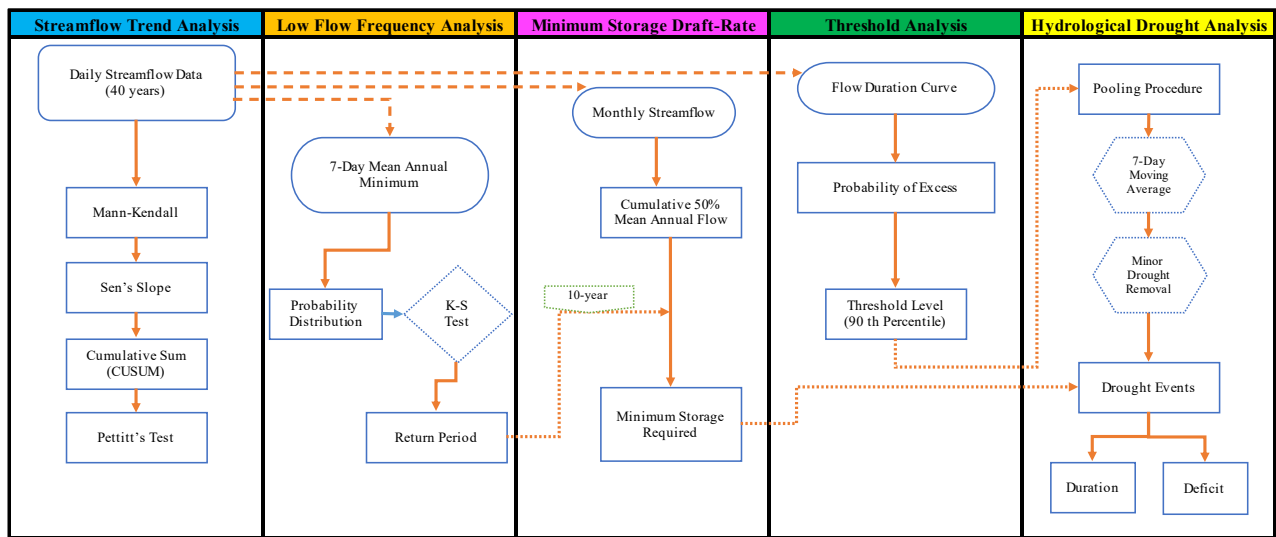 Streamflow Trend Analysis
Daily Streamflow Data
(40 years)
Mann-Kendall
Sen's Slope
Cumulative Sum
(CUSUM)
Pettitt's Test
Low Flow Frequency Analysis
7-Day Mean Annual
Minimum
Probability
Distribution
K-S
Test
Return Period
Minimum Storage Draft-Rate
Monthly Streamflow
Cumulative 50%
Mean Annual Flow
10-year
Minimum Storage
Required
Threshold Analysis
Flow Duration Curve
Probability of Excess
Threshold Level
(90 th Percentile)
Hydrological Drought Analysis
Pooling Procedure
7-Day
Moving
Average
Minor
Drought
Removal
Drought Events
Duration
Deficit